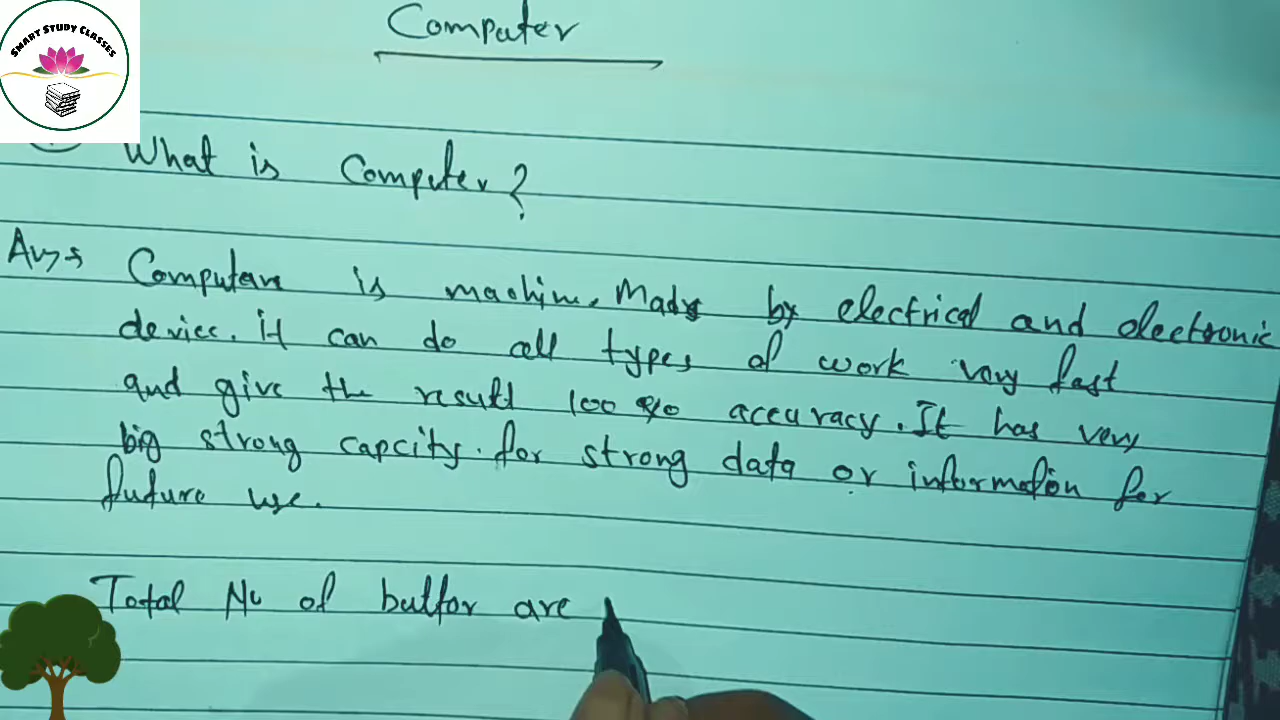 SMART STUDY CLASSES
Computer
What is Computer?
Ans Computer is machine. Made by electrical and electronic
device. it can do all types of work very fast
and give the result 100 % accuracy. It has very
big strong capcity. for strong data or information for
future use.
Total No of buttor are